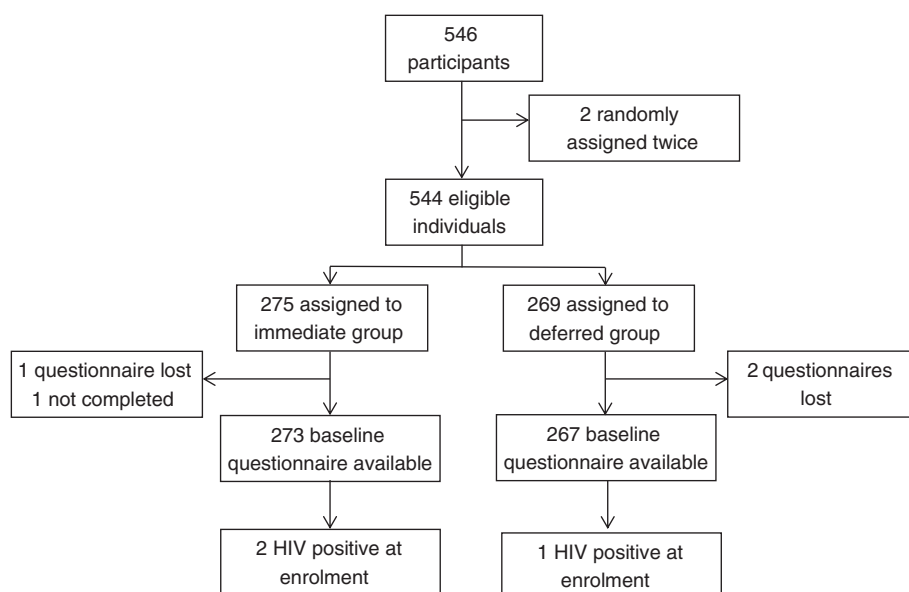 546
participants
2 randomly
assigned twice
544 eligible
individuals
275 assigned to
immediate group
269 assigned to
deferred group
1 questionnaire lost
1 not completed
2 questionnaires
lost
273 baseline
questionnaire available
267 baseline
questionnaire available
2 HIV positive at
enrolment
1 HIV positive at
enrolment